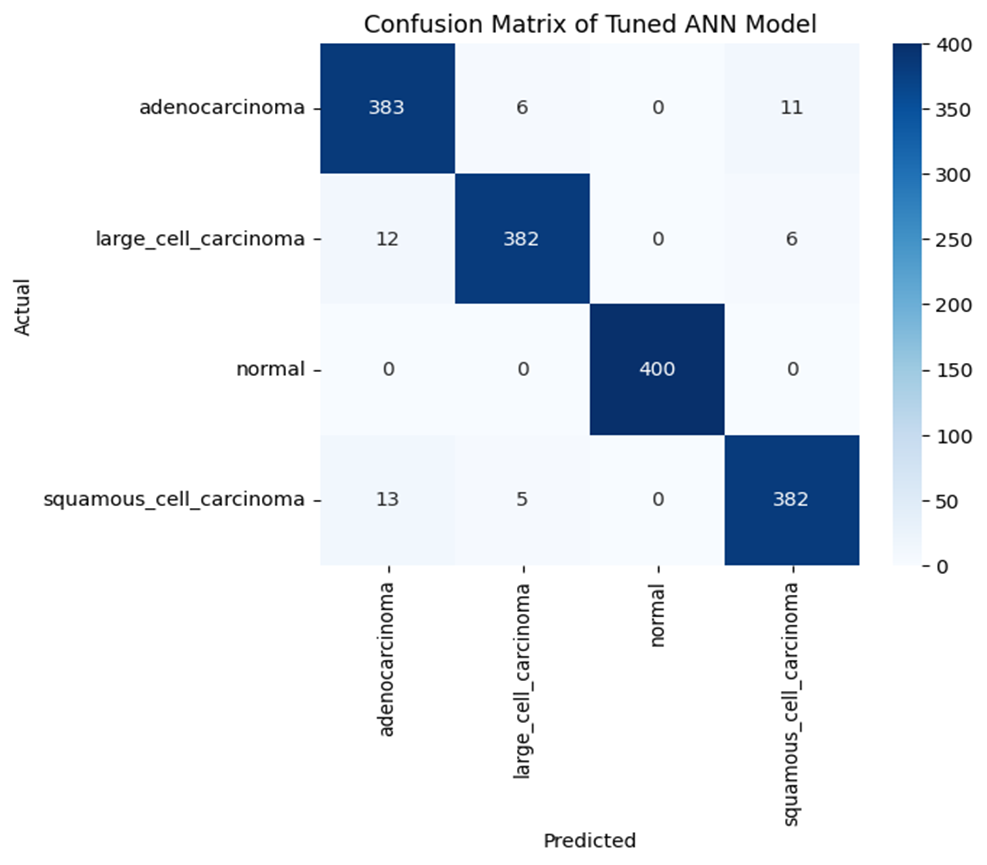 Confusion Matrix of Tuned ANN Model
Actual
adenocarcinoma 383 6 0 11
large_cell_carcinoma 12 382 0 6
normal 0 0 400 0
squamous_cell_carcinoma 13 5 0 382
adenocarcinoma
large_cell_carcinoma
normal
squamous_cell_carcinoma
Predicted
400
350
300
250
200
150
100
50
0